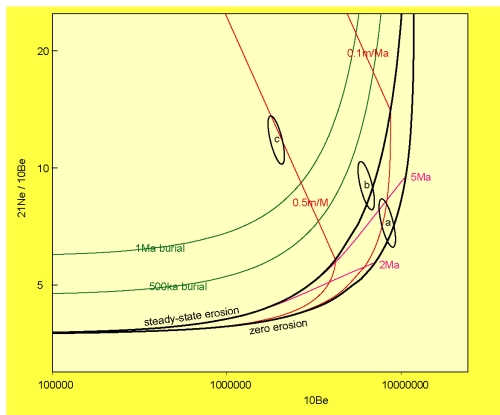 20
0.1m/Ma
c
10
b
5Ma
21Ne / 10Be
0.5m/M
a
1Ma burial
2Ma
5
500ka burial
steady-state erosion
zero erosion
100000
1000000
10000000
10Be